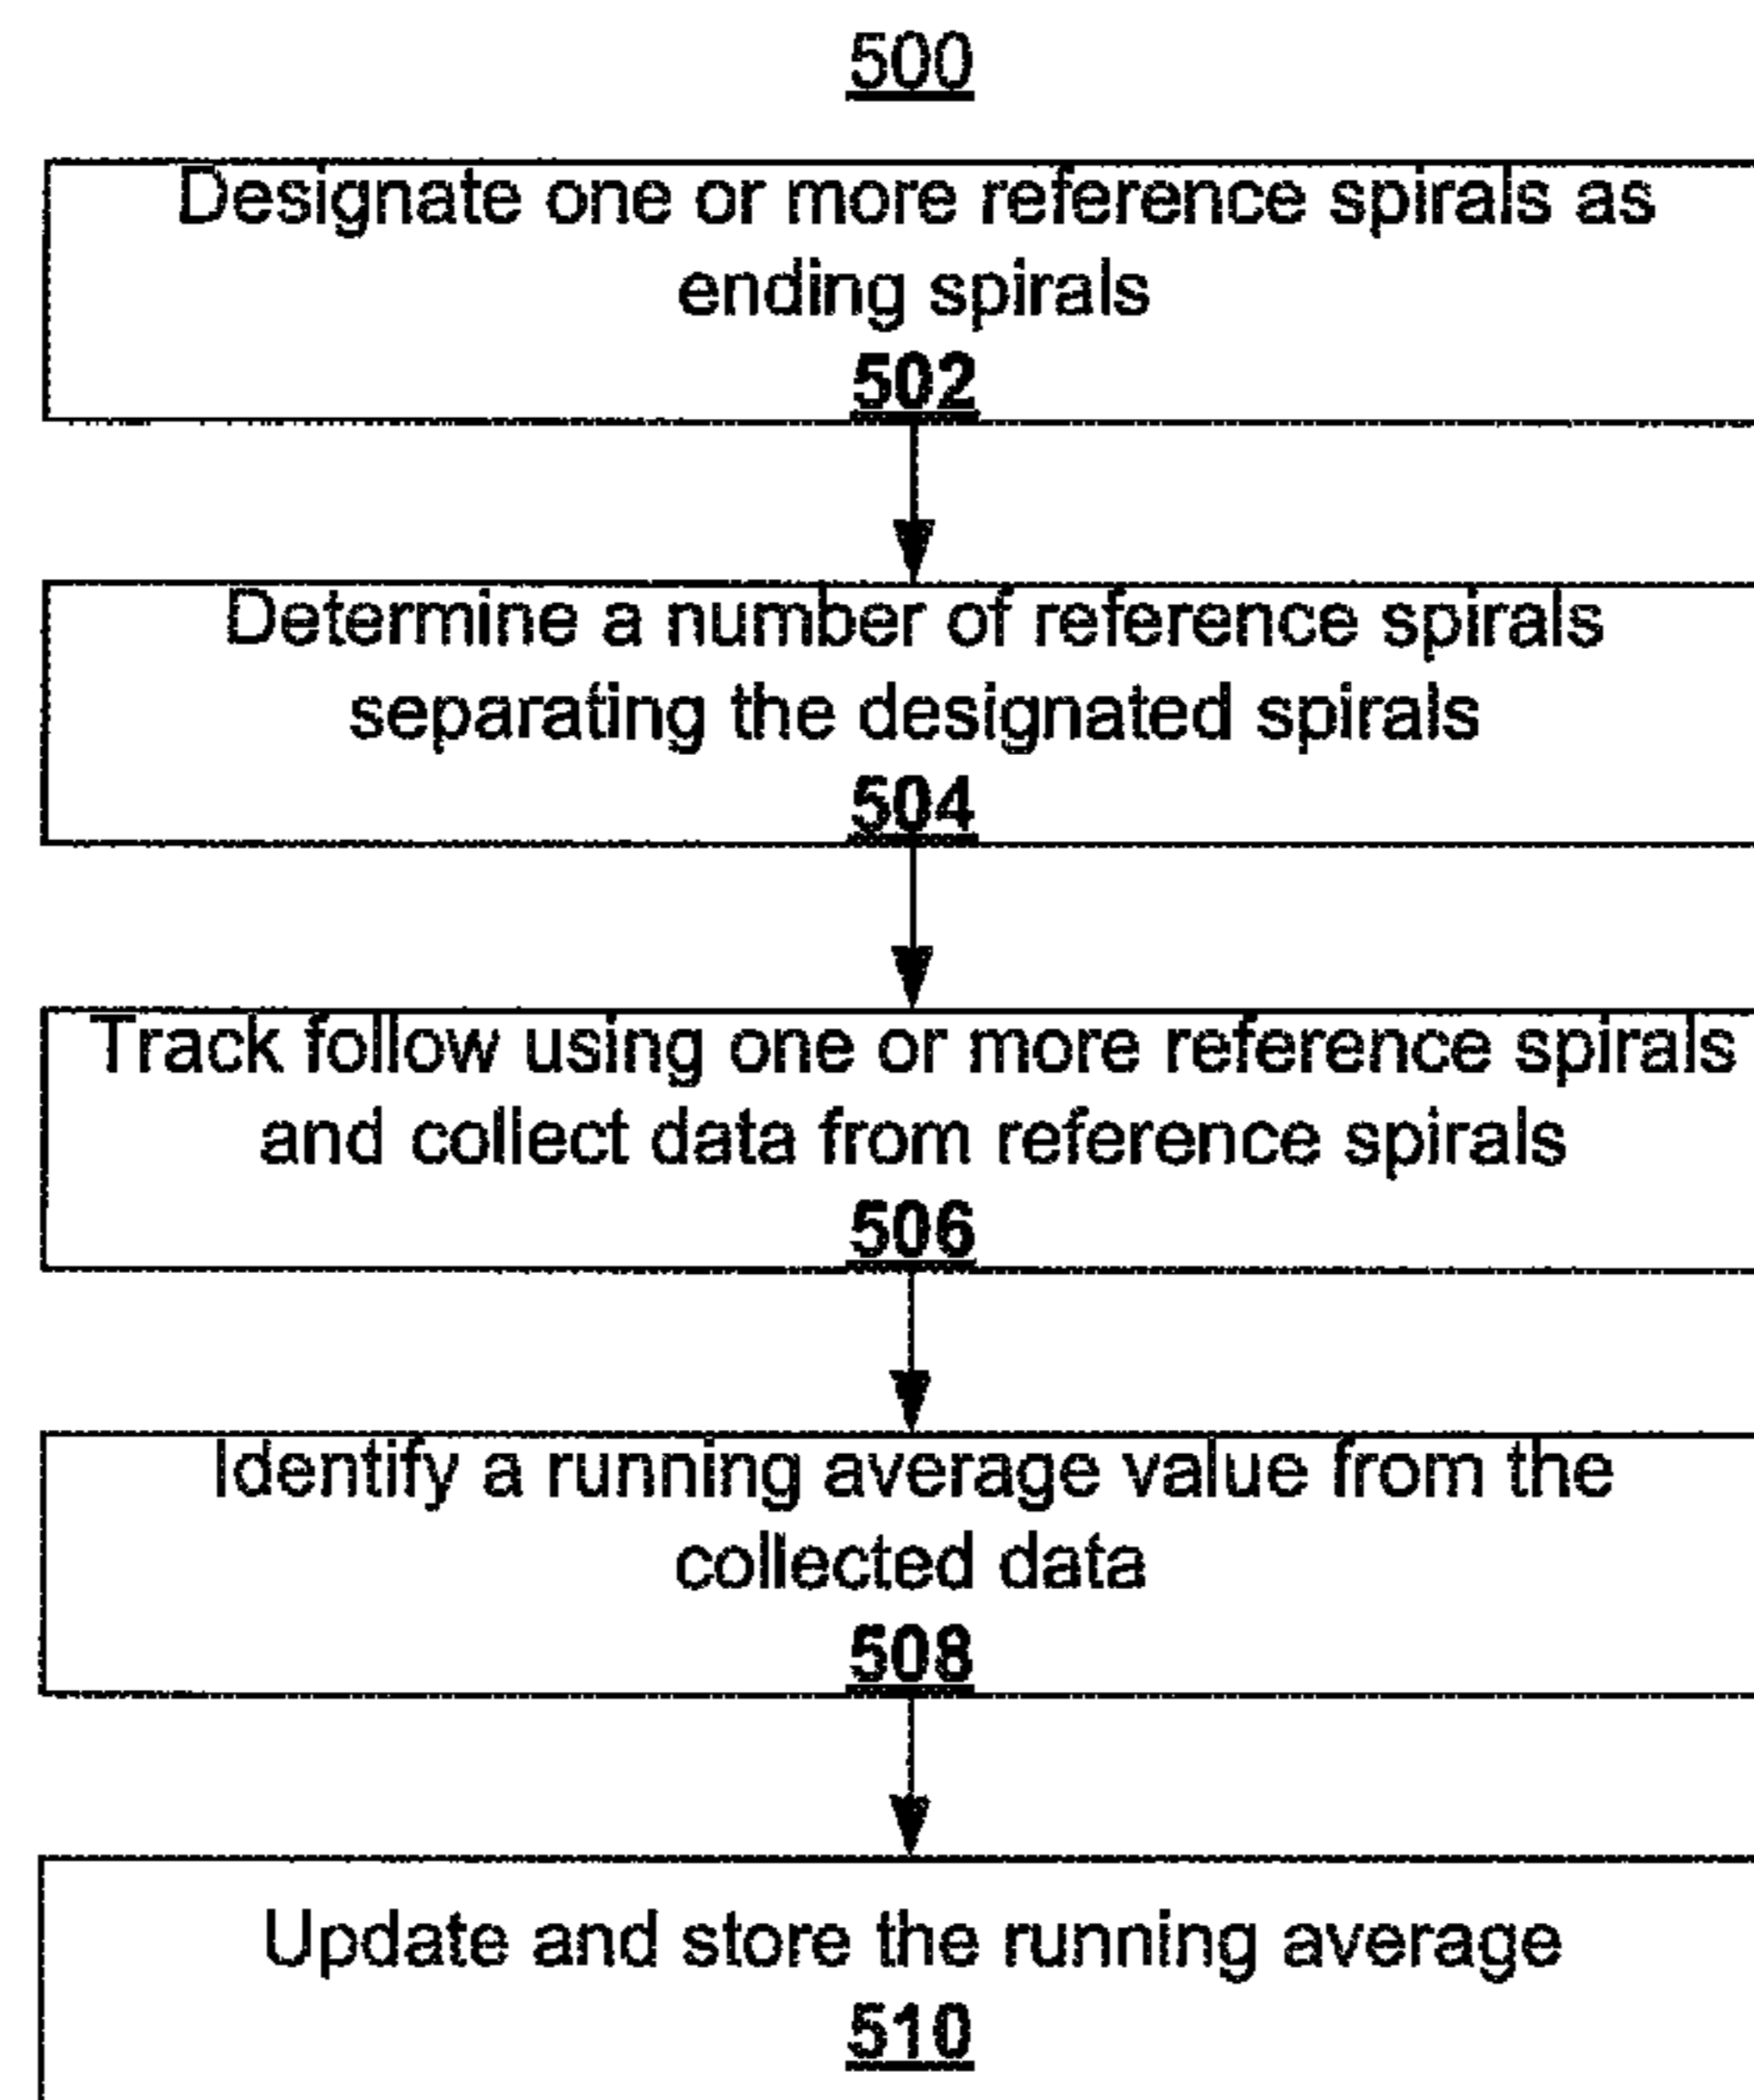 500
Designate one or more reference spirals as
ending spirals
502
Determine a number of reference spirals
separating the designated spirals
504
Track follow using one or more reference spirals
and collect data from reference spirals
506
Identify a running average value from the
collected data
508
Update and store the running average
510